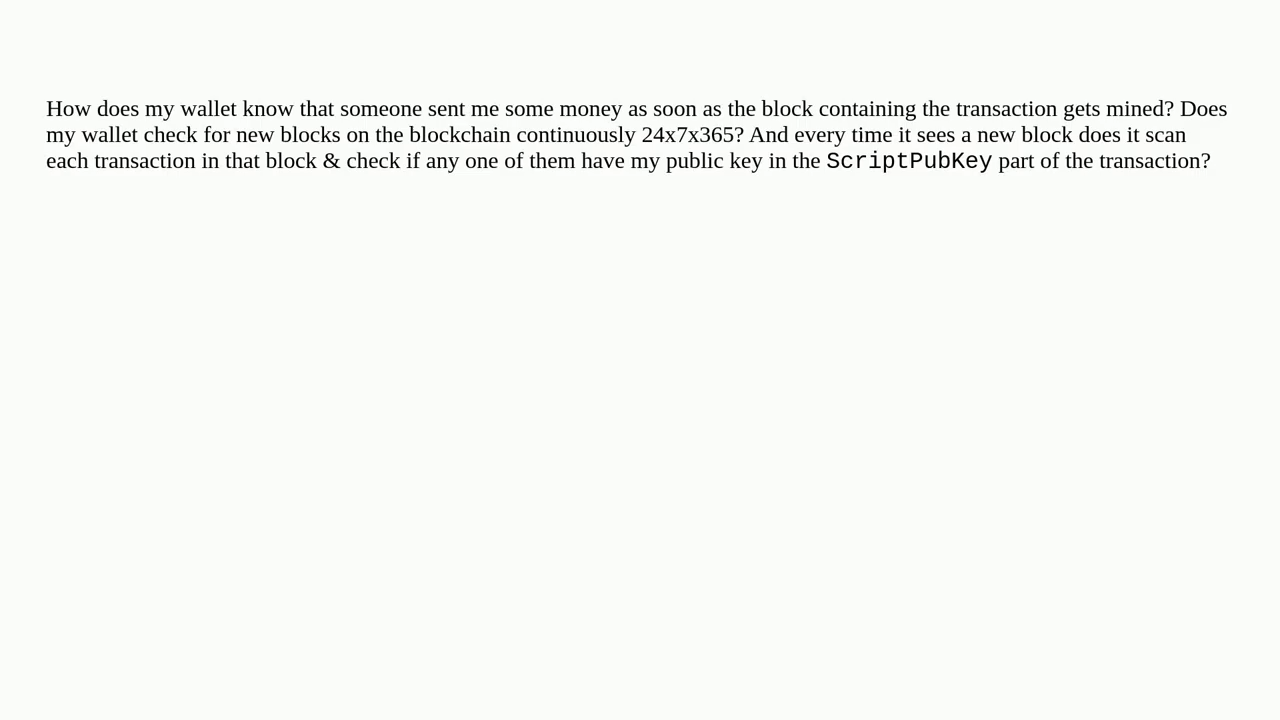 How does my wallet know that someone sent me some money as soon as the block containing the transaction gets mined? Does
my wallet check for new blocks on the blockchain continuously 24x7x365? And every time it sees a new block does it scan
each transaction in that block & check if any one of them have my public key in the ScriptPubKey part of the transaction?